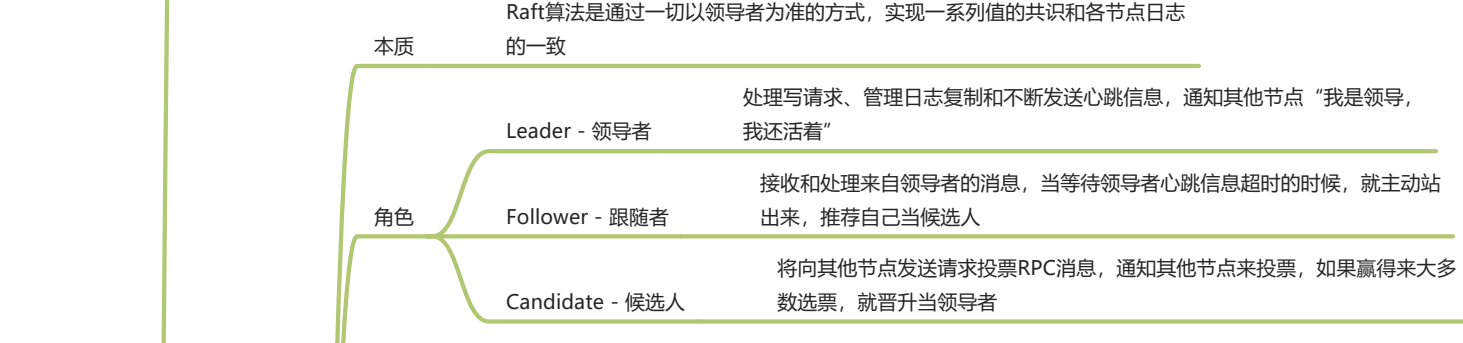 Raft算法是通过一切以领导者为准的方式，实现一系列值的共识和各节点日志
本质
的一致
处理写请求、管理日志复制和不断发送心跳信息，通知其他节点“我是领导，
Leader - 领导者
我还活着”
接收和处理来自领导者的消息，当等待领导者心跳信息超时的时候，就主动站
角色
Follower - 跟随者
出来，推荐自己当候选人
将向其他节点发送请求投票RPC消息，通知其他节点来投票，如果赢得来大多
Candidate - 候选人
数选票，就晋升当领导者